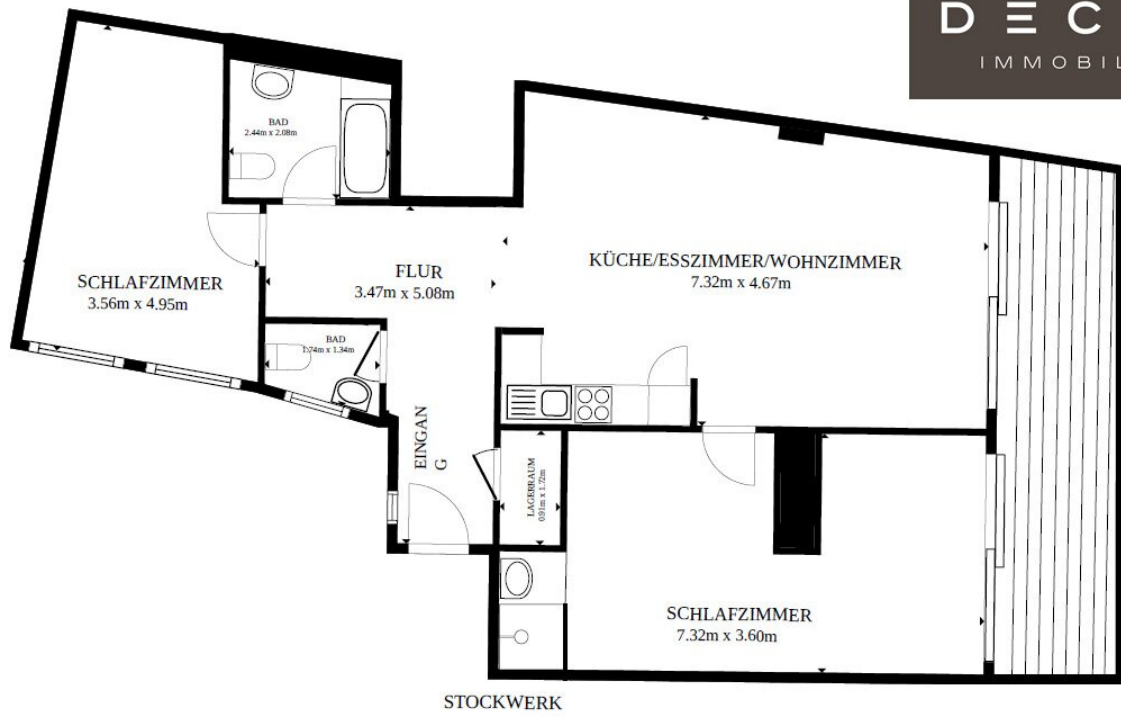 DEC
IMMOBIL
BAD
2.44m x 2.08m
KÜCHE/ESSZIMMER/WOHNZIMMER
7.32m x 4.67m
FLUR
3.47m x 5.08m
SCHLAFZIMMER
3.56m x 4.95m
BAD
1.74m x 1.34m
EINGAN
G
LAGERRAUM
0.91m x 1.72m
SCHLAFZIMMER
7.32m x 3.60m
STOCKWERK